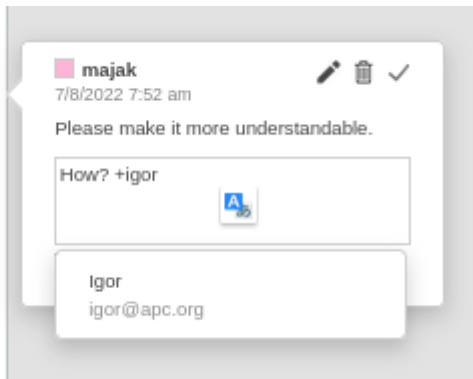 majak
7/8/2022 7:52 am
Please make it more understandable.
How? +igor
A
Igor
igor@apc.org